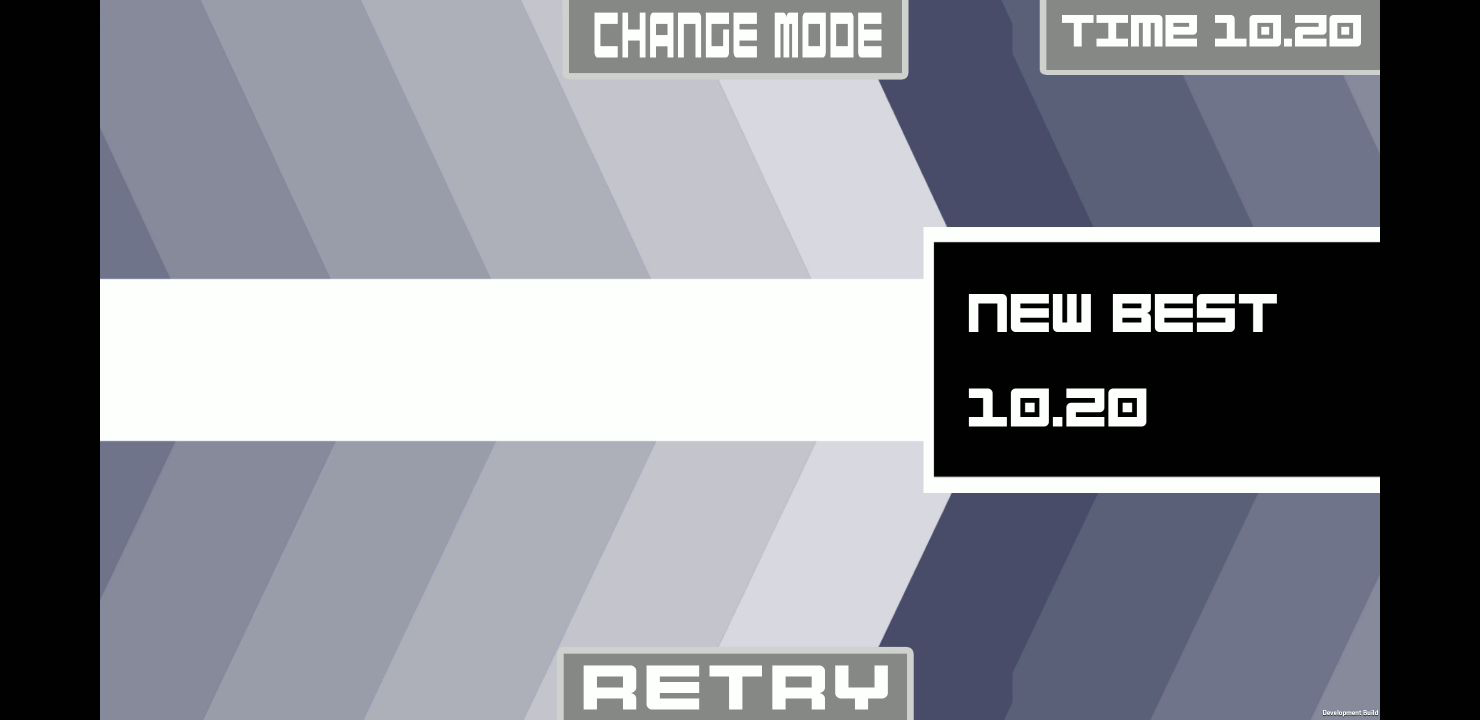 CHANGE MODE
TIME 10.20
NEW BEST
10.20
RETRY
Development Build